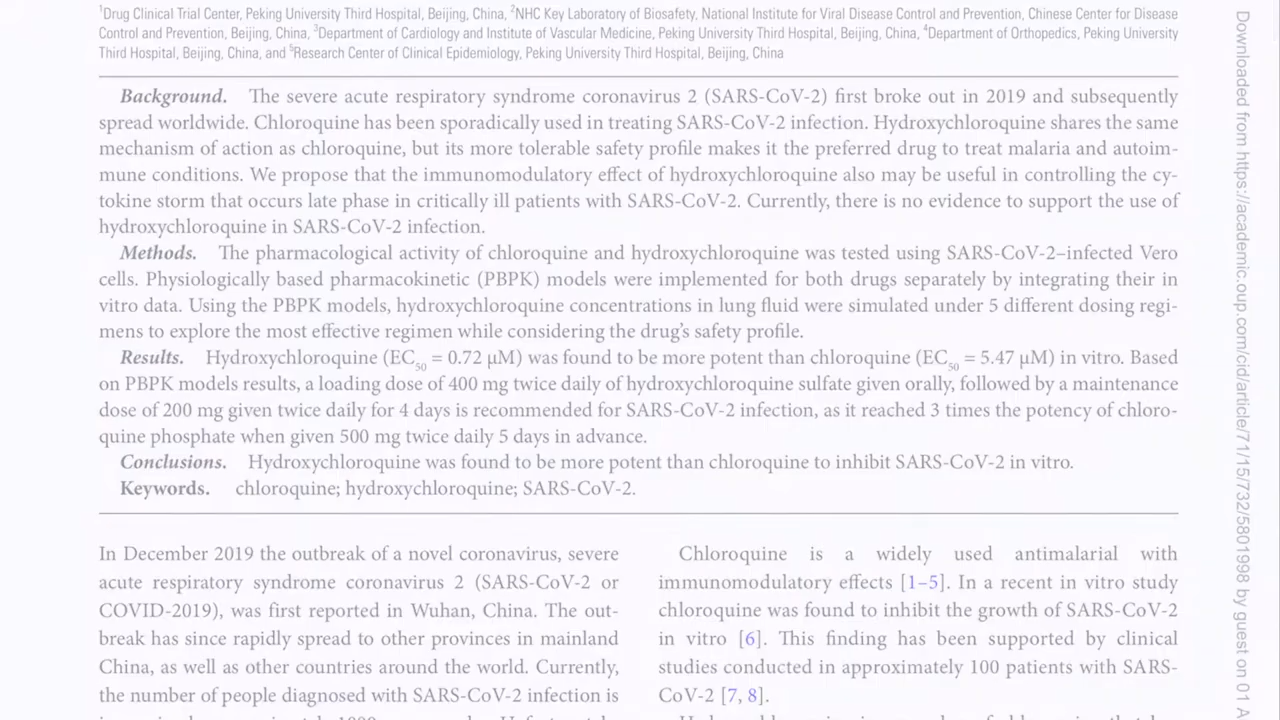 ¹Drug Clinical Trial Center, Peking University Third Hospital, Beijing, China, ²NHC Key Laboratory of Biosafety, National Institute for Viral Disease Control and Prevention, Chinese Center for Disease
Control and Prevention, Beijing, China, ³Department of Cardiology and Institute of Vascular Medicine, Peking University Third Hospital, Beijing, China, ⁴Department of Orthopedics, Peking University
Third Hospital, Beijing, China, and ⁵Research Center of Clinical Epidemiology, Peking University Third Hospital, Beijing, China
Background. The severe acute respiratory syndrome coronavirus 2 (SARS-CoV-2) first broke out in 2019 and subsequently
spread worldwide. Chloroquine has been sporadically used in treating SARS-CoV-2 infection. Hydroxychloroquine shares the same
mechanism of action as chloroquine, but its more tolerable safety profile makes it the preferred drug to treat malaria and autoim-
mune conditions. We propose that the immunomodulatory effect of hydroxychloroquine also may be useful in controlling the cy-
tokine storm that occurs late phase in critically ill patients with SARS-CoV-2. Currently, there is no evidence to support the use of
hydroxychloroquine in SARS-CoV-2 infection.
Methods. The pharmacological activity of chloroquine and hydroxychloroquine was tested using SARS-CoV-2–infected Vero
cells. Physiologically based pharmacokinetic (PBPK) models were implemented for both drugs separately by integrating their in
vitro data. Using the PBPK models, hydroxychloroqune concentrations in lung fluid were simulated under 5 different dosing regi-
mens to explore the most effective regimen while considering the drug's safety profile.
Results. Hydroxychloroquine (EC₅₀ = 0.72 μM) was found to be more potent than chloroquine (EC₅₀ = 5.47 μM) in vitro. Based
on PBPK models results, a loading dose of 400 mg twice daily of hydroxychloroquine sulfate given orally, followed by a maintenance
dose of 200 mg given twice daily for 4 days is recommended for SARS-CoV-2 infection, as it reached 3 times the potency of chloro-
quine phosphate when given 500 mg twice daily 5 days in advance.
Conclusions. Hydroxychloroquine was found to be more potent than chloroquine to inhibit SARS-CoV-2 in vitro.
Keywords. chloroquine; hydroxychloroquine; SARS-CoV-2.
In December 2019 the outbreak of a novel coronavirus, severe
acute respiratory syndrome coronavirus 2 (SARS-CoV-2 or
COVID-2019), was first reported in Wuhan, China. The out-
break has since rapidly spread to other provinces in mainland
China, as well as other countries around the world. Currently,
the number of people diagnosed with SARS-CoV-2 infection is
Chloroquine is a widely used antimalarial with
immunomodulatory effects [1–5]. In a recent in vitro study
chloroquine was found to inhibit the growth of SARS-CoV-2
in vitro [6]. This finding has been supported by clinical
studies conducted in approximately 100 patients with SARS-
CoV-2 [7, 8].
Downloaded from https://academic.oup.com/cid/article/71/15/732/5801998 by guest on 01 A